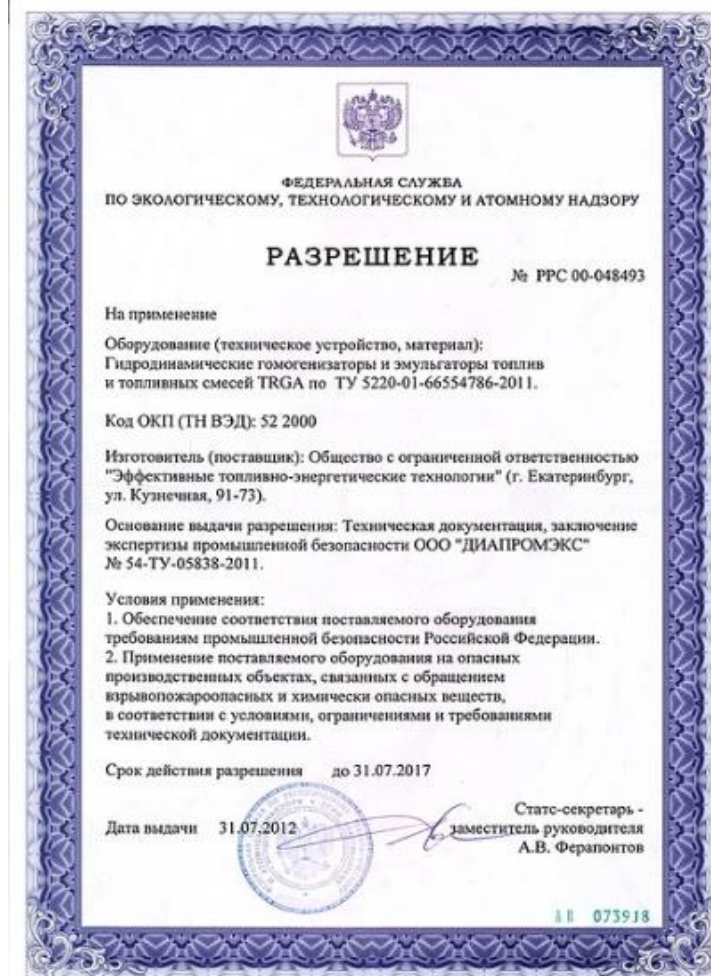 ФЕДЕРАЛЬНАЯ СЛУЖБА
ПО ЭКОЛОГИЧЕСКОМУ, ТЕХНОЛОГИЧЕСКОМУ И АТОМНОМУ НАДЗОРУ
РАЗРЕШЕНИЕ
№ РРС 00-048493
На применение
Оборудование (техническое устройство, материал):
Гидродинамические гомогенизаторы и эмульгаторы топлив
и топливных смесей TRGA по ТУ 5220-01-66554786-2011.
Код ОКП (ТН ВЭД): 52 2000
Изготовитель (поставщик): Общество с ограниченной ответственностью
"Эффективные топливно-энергетические технологии" (г. Екатеринбург,
ул. Кузнечная, 91-73).
Основание выдачи разрешения: Техническая документация, заключение
экспертизы промышленной безопасности ООО "ДИАПРОМЭКС"
№ 54-ТУ-05838-2011.
Условия применения:
1. Обеспечение соответствия поставляемого оборудования
требованиям промышленной безопасности Российской Федерации.
2. Применение поставляемого оборудования на опасных
производственных объектах, связанных с обращением
взрывопожароопасных и химически опасных веществ,
в соответствии с условиями, ограничениями и требованиями
технической документации.
Срок действия разрешения до 31.07.2017
Дата выдачи 31.07.2012
Статс-секретарь -
заместитель руководителя
А.В. Ферапонтов
АВ 073918